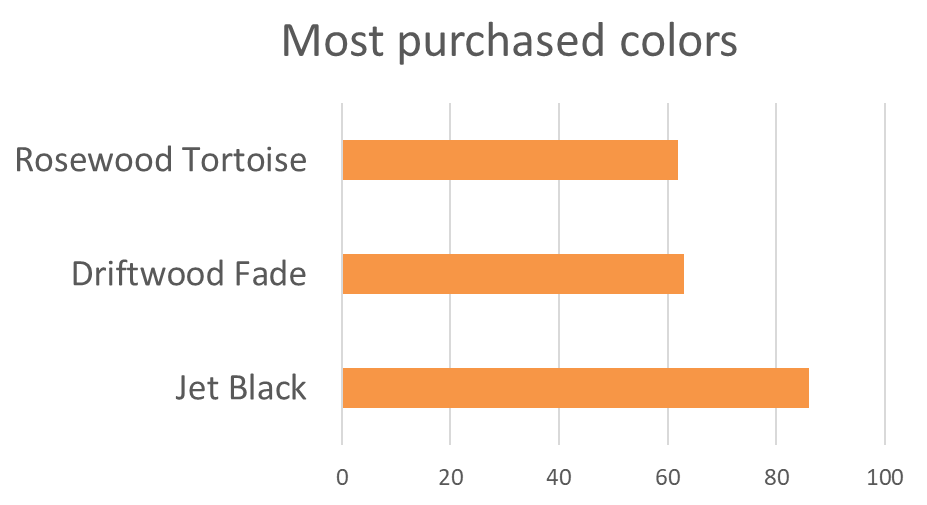 Most purchased colors
Rosewood Tortoise
Driftwood Fade
Jet Black
0 20 40 60 80 100